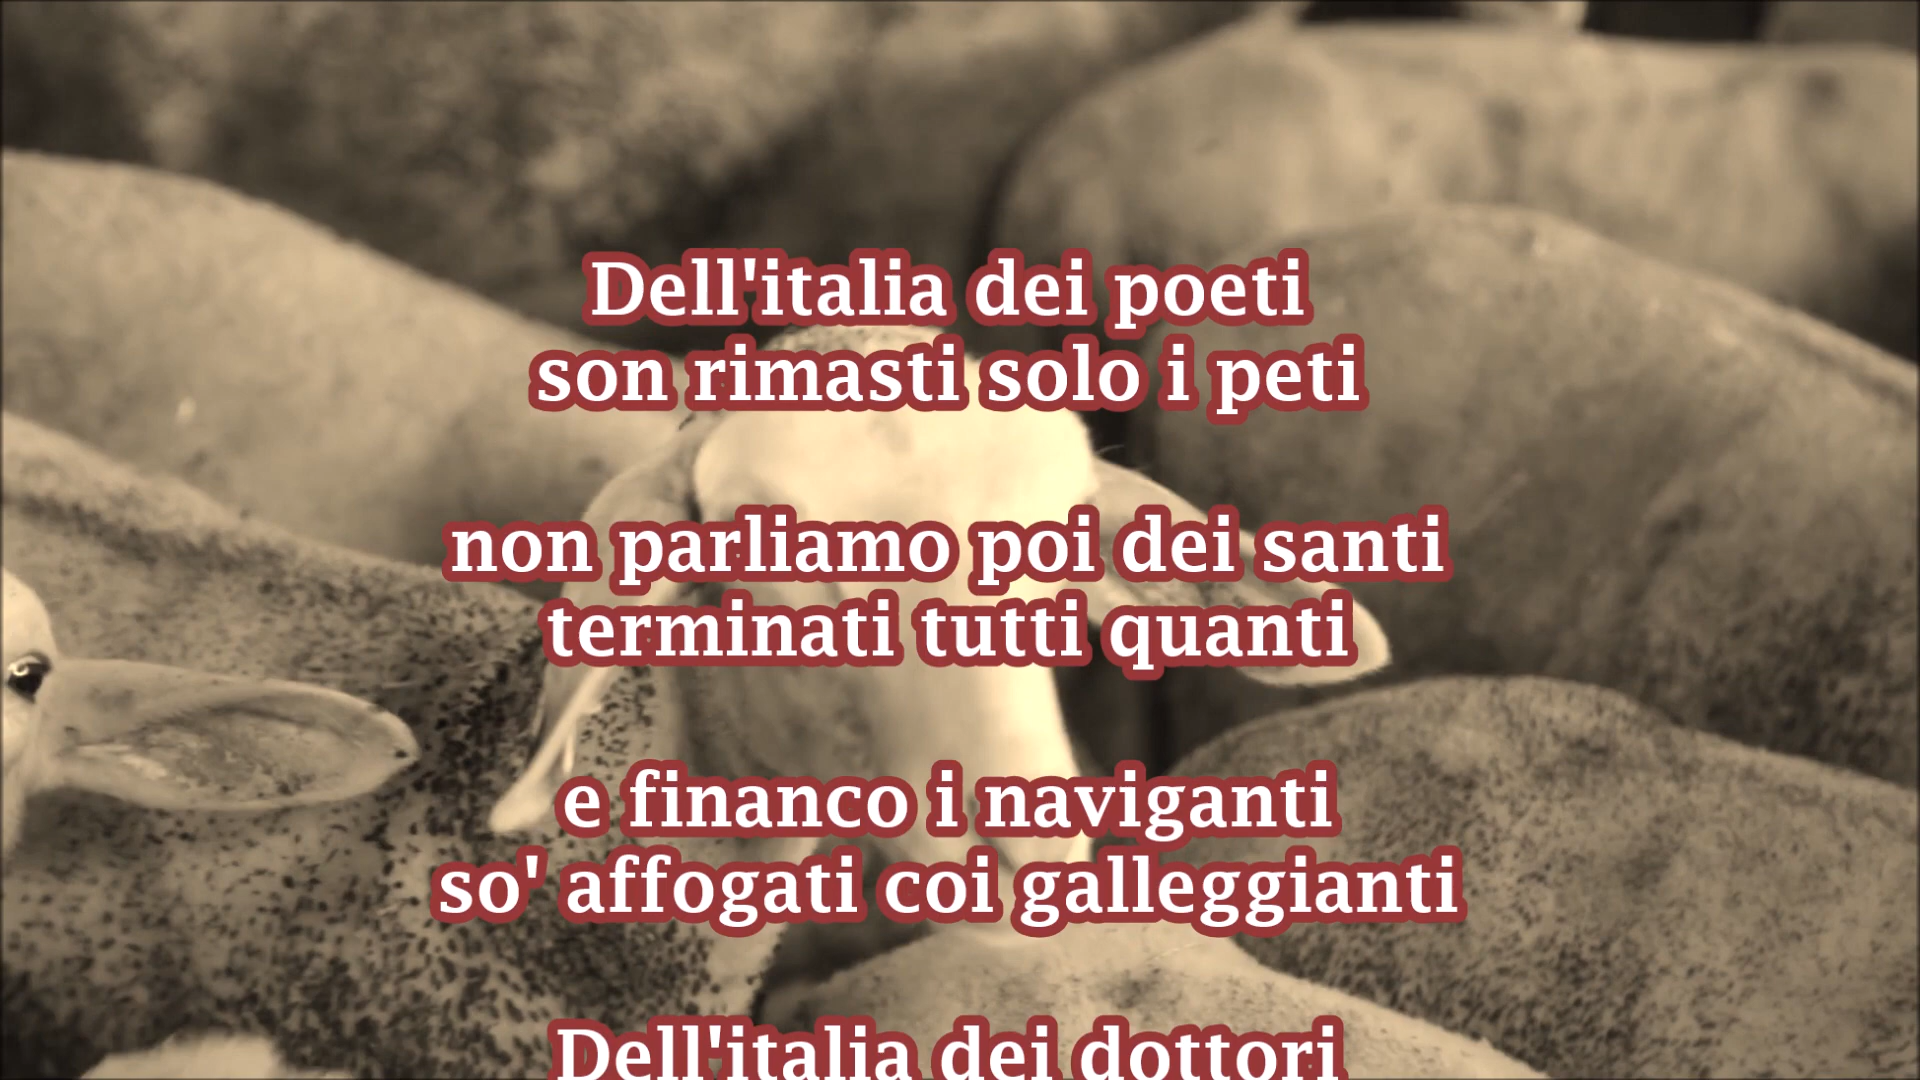 Dell'italia dei poeti
son rimasti solo i peti
non parliamo poi dei santi
terminati tutti quanti
e financo i naviganti
so' affogati coi galleggianti
Dell'italia dei dottori